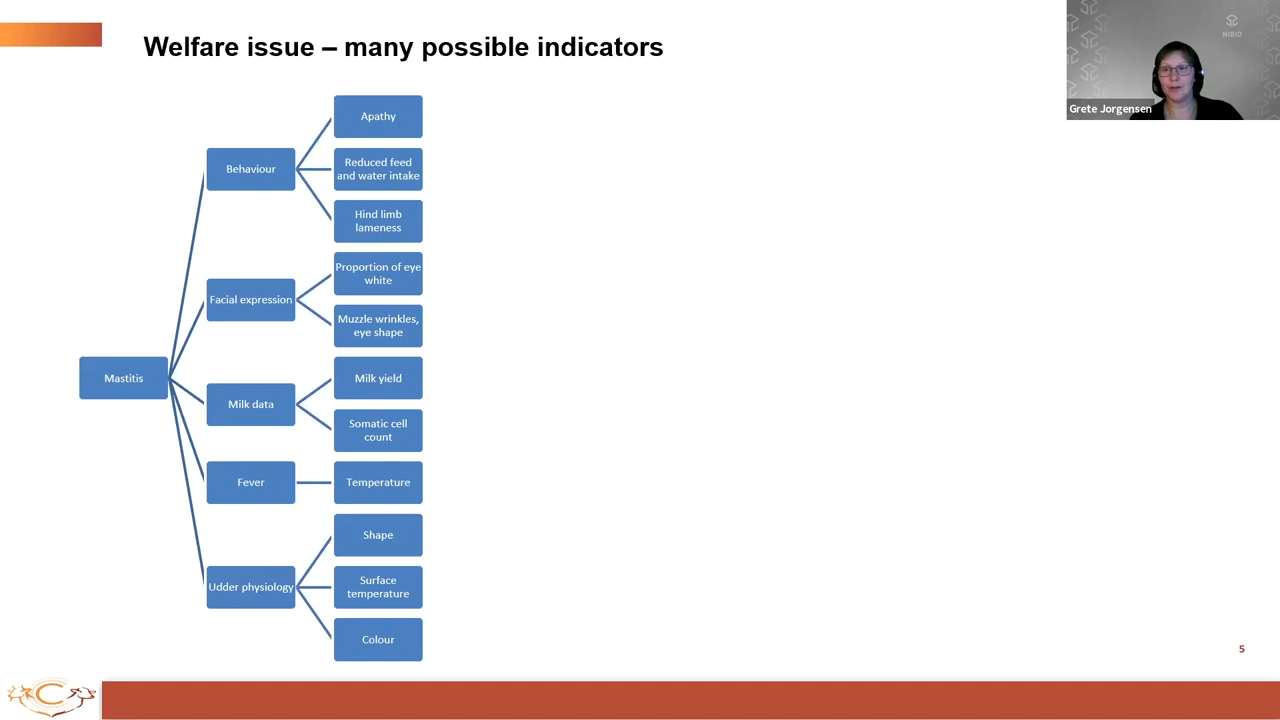 Welfare issue – many possible indicators
NIBIO
Grete Jorgensen
Mastitis
Behaviour
Apathy
Reduced feed
and water intake
Hind limb
lameness
Facial expression
Proportion of eye
white
Muzzle wrinkles,
eye shape
Milk data
Milk yield
Somatic cell
count
Fever
Temperature
Udder physiology
Shape
Surface
temperature
Colour
5